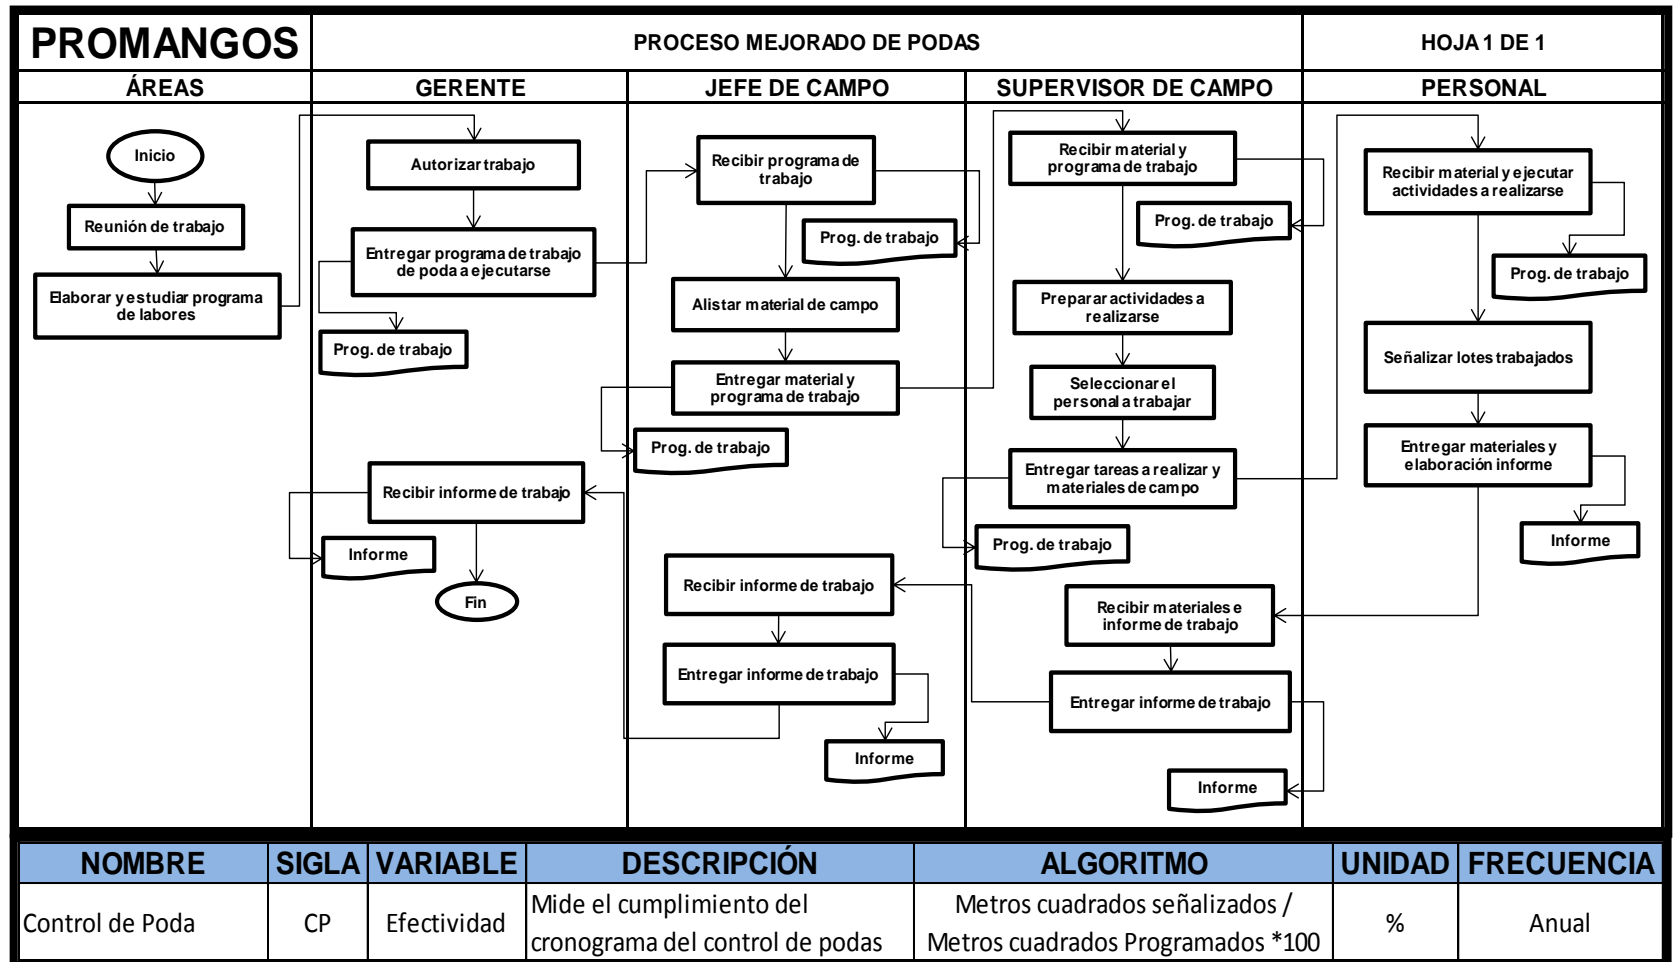 PROMANGOS
PROCESO MEJORADO DE PODAS
HOJA 1 DE 1
ÁREAS
GERENTE
JEFE DE CAMPO
SUPERVISOR DE CAMPO
PERSONAL
Inicio
Reunión de trabajo
Elaborar y estudiar programa
de labores
Autorizar trabajo
Entregar programa de trabajo
de poda a ejecutarse
Prog. de trabajo
Recibir informe de trabajo
Informe
Fin
Recibir programa de
trabajo
Prog. de trabajo
Alistar material de campo
Entregar material y
programa de trabajo
Prog. de trabajo
Recibir informe de trabajo
Entregar informe de trabajo
Informe
Recibir material y
programa de trabajo
Prog. de trabajo
Preparar actividades a
realizarse
Seleccionar el
personal a trabajar
Entregar tareas a realizar y
materiales de campo
Prog. de trabajo
Recibir materiales e
informe de trabajo
Entregar informe de trabajo
Informe
Recibir material y ejecutar
actividades a realizarse
Prog. de trabajo
Señalizar lotes trabajados
Entregar materiales y
elaboración informe
Informe
NOMBRE
SIGLA
VARIABLE
DESCRIPCIÓN
ALGORITMO
UNIDAD
FRECUENCIA
Control de Poda
CP
Efectividad
Mide el cumplimiento del
cronograma del control de podas
Metros cuadrados señalizados /
Metros cuadrados Programados *100
%
Anual